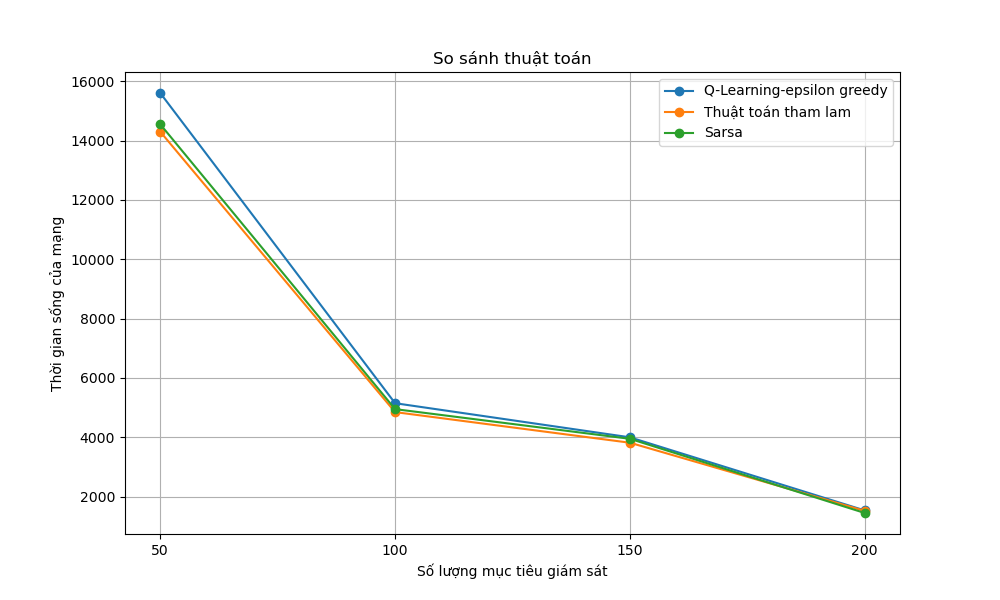 So sánh thuật toán
Q-Learning-epsilon greedy
Thuật toán tham lam
Sarsa
Thời gian sống của mạng
16000
14000
12000
10000
8000
6000
4000
2000
50 100 150 200
Số lượng mục tiêu giám sát